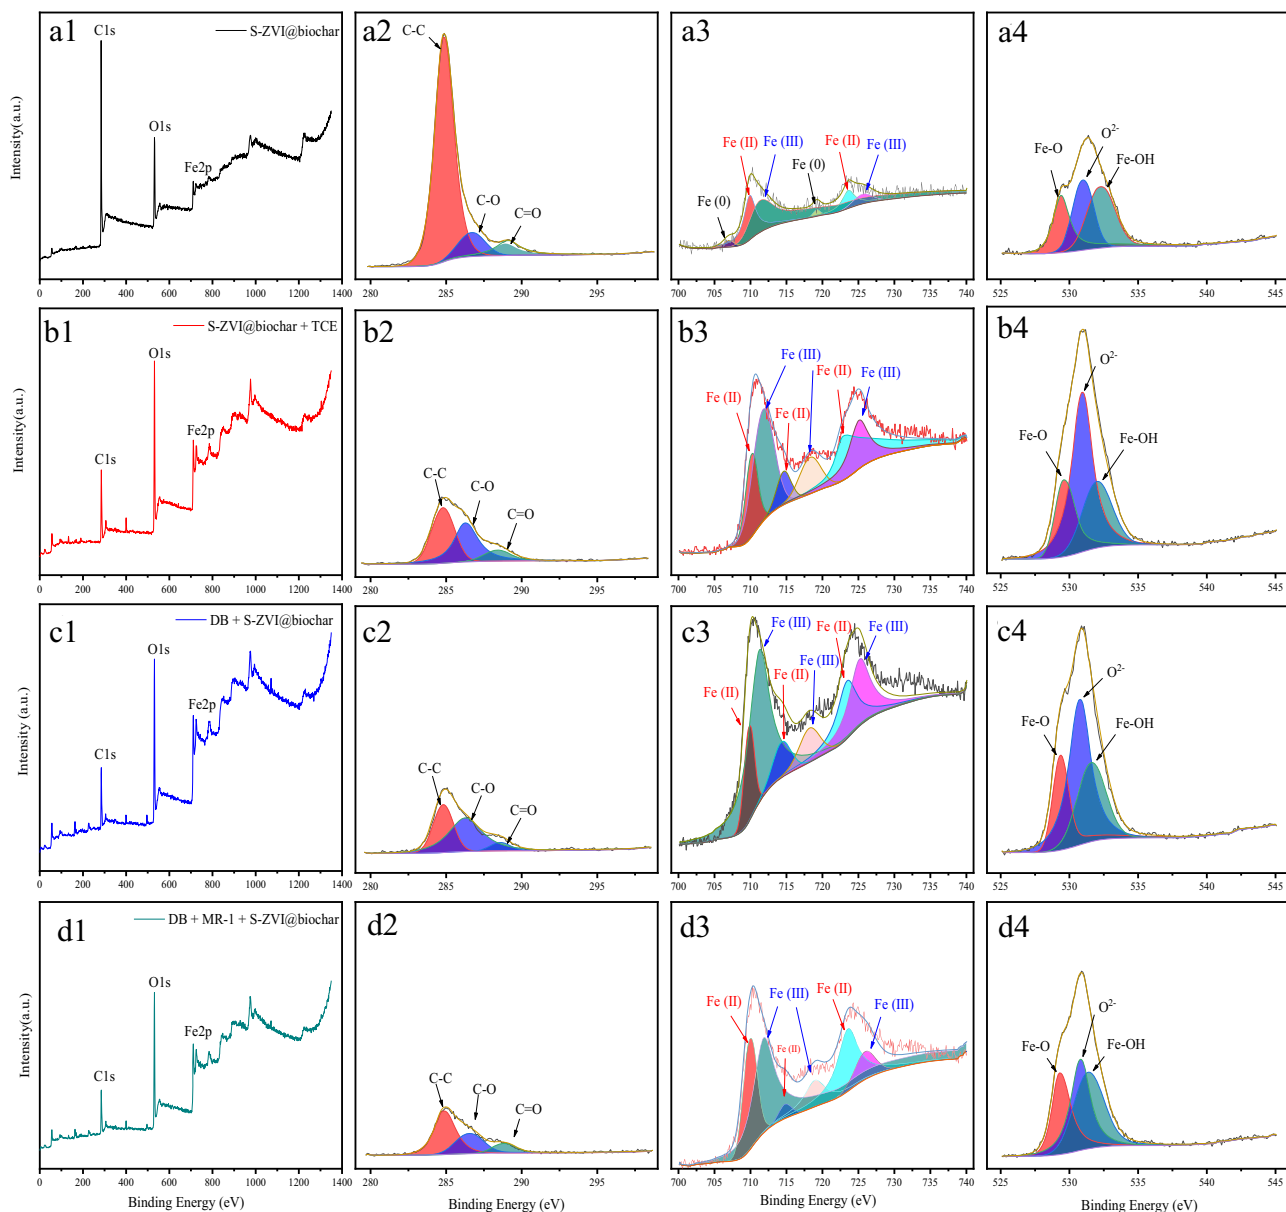 a1
S-ZVI@biochar
C1s
O1s
Fe2p
Intensity(a.u.)
0 200 400 600 800 1000 1200 1400
a2
C-C
C-O
C=O
280 285 290 295
a3
Fe (II)
Fe (III)
Fe (0)
Fe (II)
Fe (III)
Fe (0)
700 705 710 715 720 725 730 735 740
a4
Fe-O
O2-
Fe-OH
525 530 535 540 545
b1
S-ZVI@biochar + TCE
O1s
Fe2p
C1s
Intensity(a.u.)
0 200 400 600 800 1000 1200 1400
b2
C-C
C-O
C=O
280 285 290 295
b3
Fe (III)
Fe (II)
Fe (III)
Fe (II)
Fe (II)
700 705 710 715 720 725 730 735 740
b4
O2-
Fe-O
Fe-OH
525 530 535 540 545
c1
DB + S-ZVI@biochar
O1s
Fe2p
C1s
Intensity (a.u.)
0 200 400 600 800 1000 1200 1400
c2
C-C
C-O
C=O
280 285 290 295
c3
Fe (III)
Fe (II)
Fe (III)
Fe (II)
Fe (II)
Fe (III)
700 705 710 715 720 725 730 735 740
c4
O2-
Fe-O
Fe-OH
525 530 535 540 545
d1
DB + MR-1 + S-ZVI@biochar
O1s
Fe2p
C1s
Intensity(a.u.)
0 200 400 600 800 1000 1200 1400
Binding Energy (eV)
d2
C-C
C-O
C=O
280 285 290 295
Binding Energy (eV)
d3
Fe (II)
Fe (III)
Fe (II)
Fe (III)
Fe (II)
700 705 710 715 720 725 730 735 740
Binding Energy (eV)
d4
O2-
Fe-O
Fe-OH
525 530 535 540 545
Binding Energy (eV)